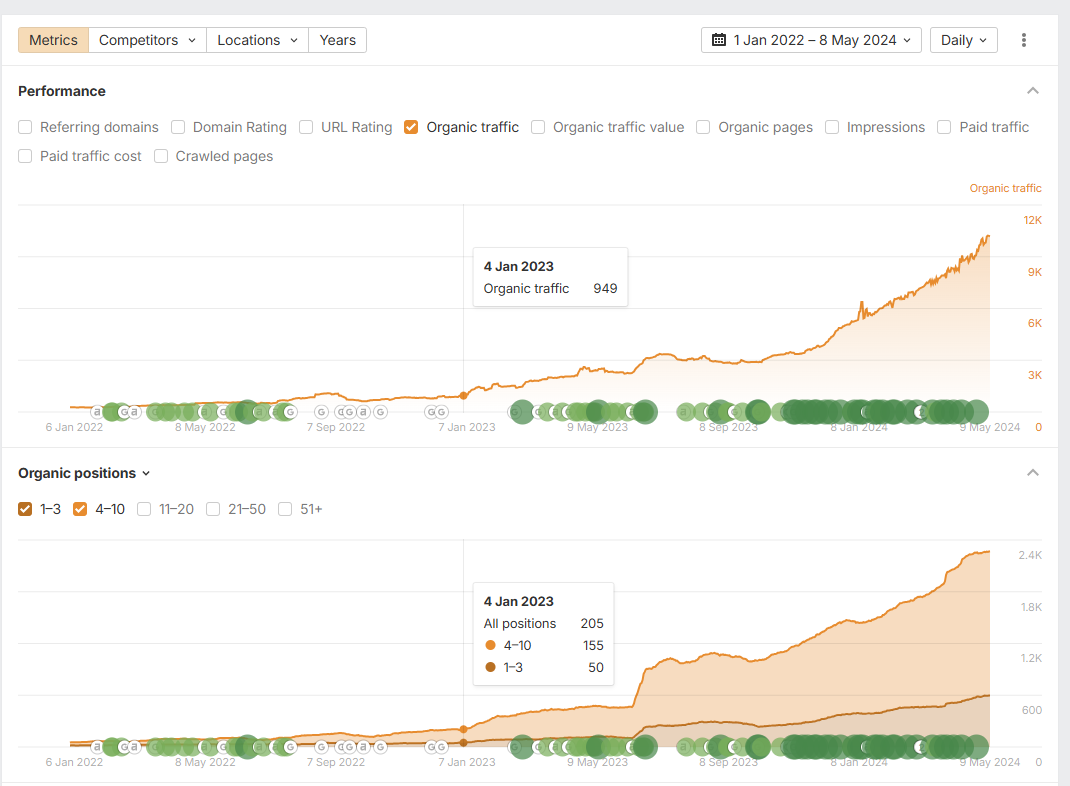 Metrics Competitors Locations Years 1 Jan 2022 – 8 May 2024 Daily
Performance
Referring domains Domain Rating URL Rating Organic traffic Organic traffic value Organic pages Impressions Paid traffic
Paid traffic cost Crawled pages
Organic traffic
12K
4 Jan 2023
9K
Organic traffic 949
6K
3K
6 Jan 2022 8 May 2022 7 Sep 2022 7 Jan 2023 9 May 2023 8 Sep 2023 8 Jan 2024 9 May 2024 0
Organic positions
1–3 4–10 11–20 21–50 51+
2.4K
4 Jan 2023
1.8K
All positions 205
4–10 155
1.2K
1–3 50
600
6 Jan 2022 8 May 2022 7 Sep 2022 7 Jan 2023 9 May 2023 8 Sep 2023 8 Jan 2024 9 May 2024 0